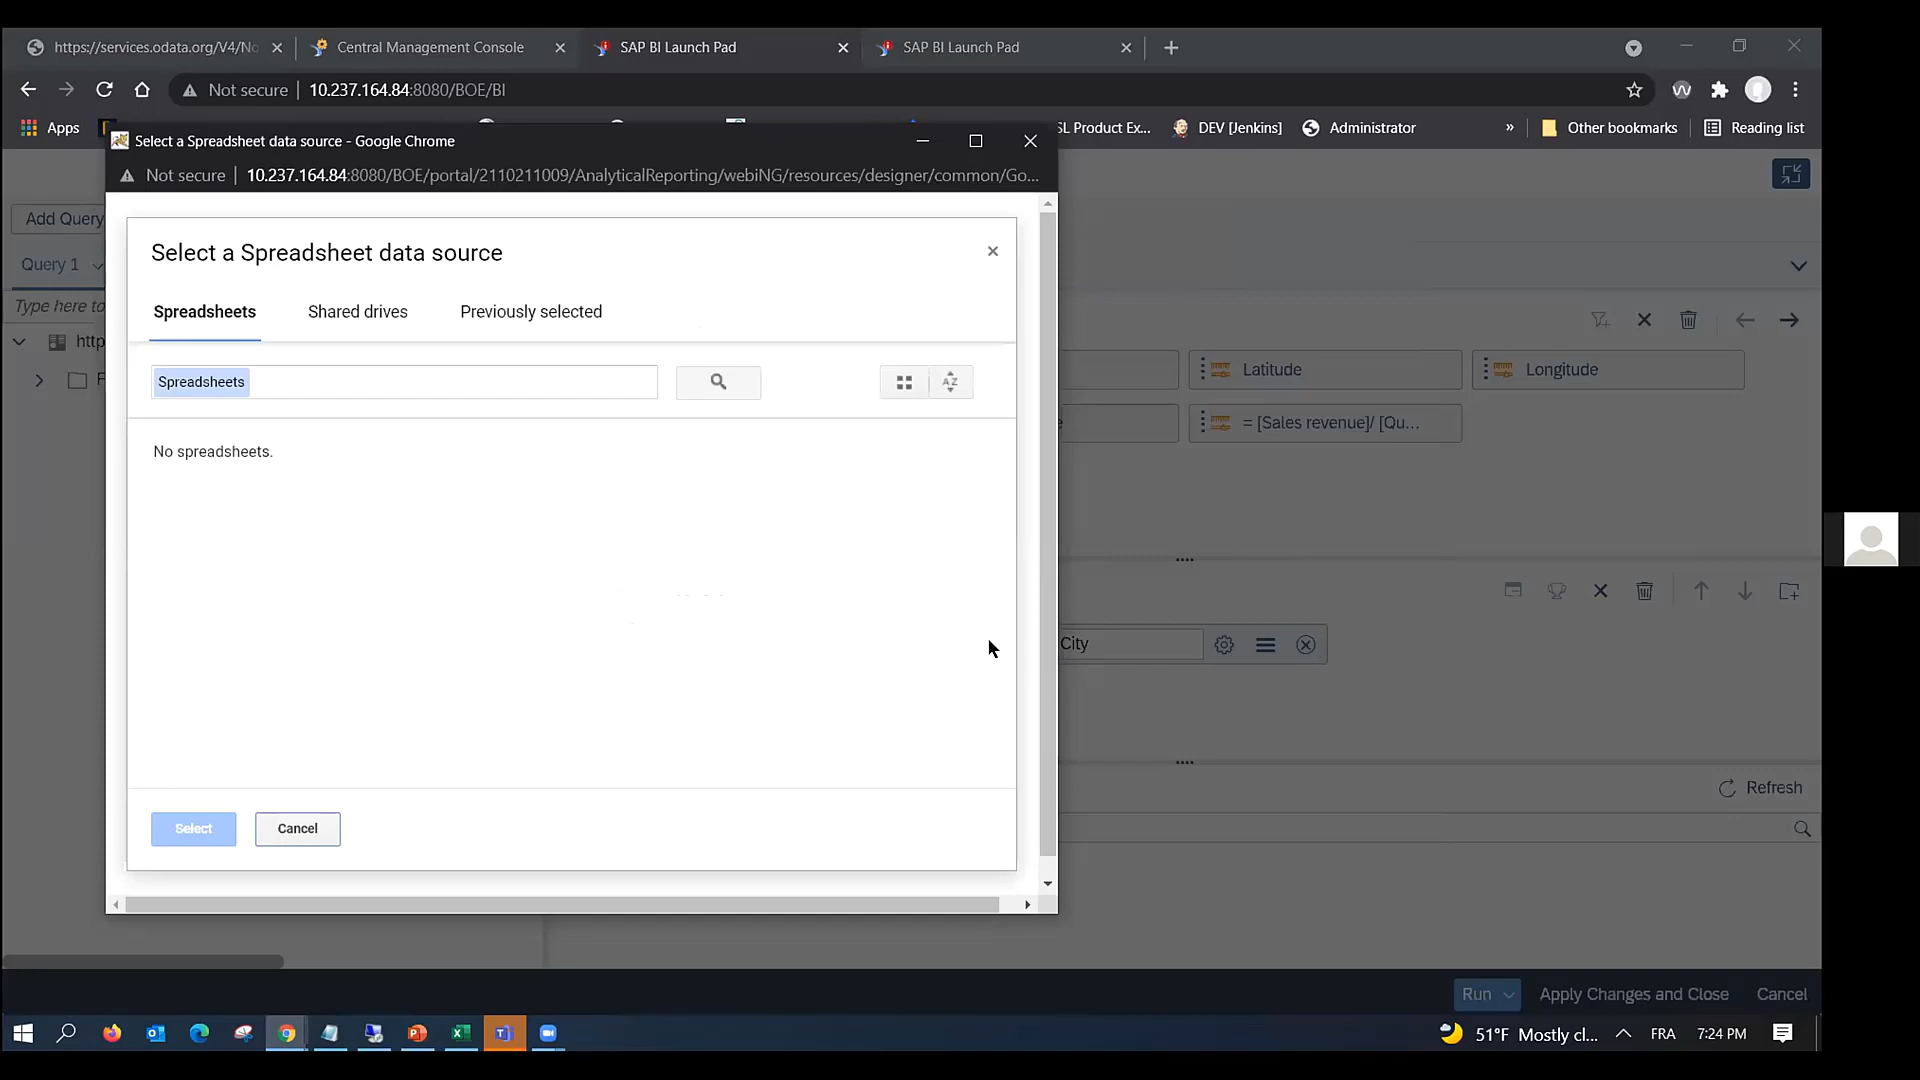 https://services.odata.org/V4/No
Central Management Console
SAP BI Launch Pad
SAP BI Launch Pad
Not secure
10.237.164.84:8080/BOE/BI
Apps
SL Product Ex...
DEV [Jenkins]
Administrator
»
Other bookmarks
Reading list
Select a Spreadsheet data source - Google Chrome
Not secure
10.237.164.84:8080/BOE/portal/2110211009/AnalyticalReporting/webiNG/resources/designer/common/Go...
Add Query
Query 1
Type here to
http
F
Select a Spreadsheet data source
Spreadsheets
Shared drives
Previously selected
Spreadsheets
AZ
No spreadsheets.
Select
Cancel
Latitude
Longitude
e
= [Sales revenue]/ [Qu...
City
Refresh
Run
Apply Changes and Close
Cancel
51°F Mostly cl...
FRA
7:24 PM